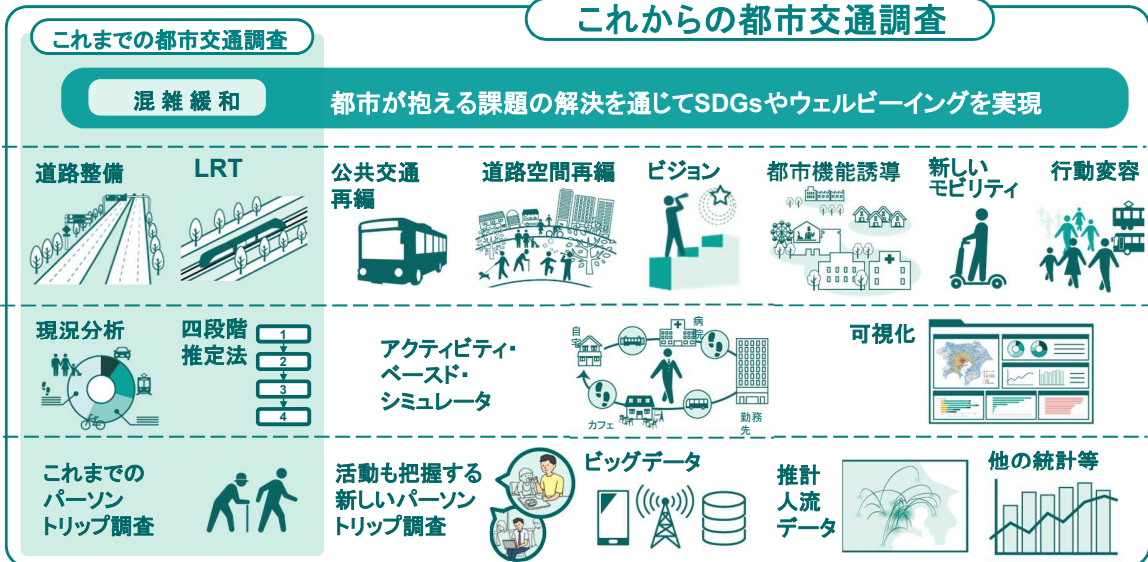 これからの都市交通調査
これまでの都市交通調査
混雑緩和
都市が抱える課題の解決を通じてSDGsやウェルビーイングを実現
道路整備
LRT
公共交通
再編
道路空間再編
ビジョン
都市機能誘導
新しい
モビリティ
行動変容
現況分析
四段階
推定法
1
2
3
4
アクティビティ・
ベースド・
シミュレータ
自
宅
病
院
カフェ
勤務
先
可視化
これまでの
パーソン
トリップ調査
活動も把握する
新しいパーソン
トリップ調査
ビッグデータ
推計
人流
データ
他の統計等